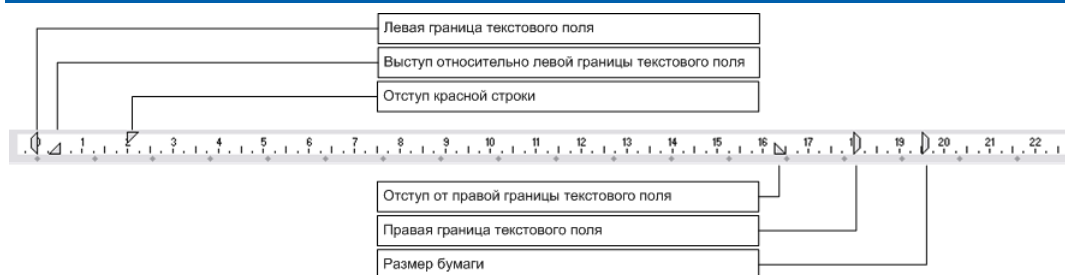 Левая граница текстового поля
Выступ относительно левой границы текстового поля
Отступ красной строки
0 1 2 3 4 5 6 7 8 9 10 11 12 13 14 15 16 17 18 19 20 21 22
Отступ от правой границы текстового поля
Правая граница текстового поля
Размер бумаги